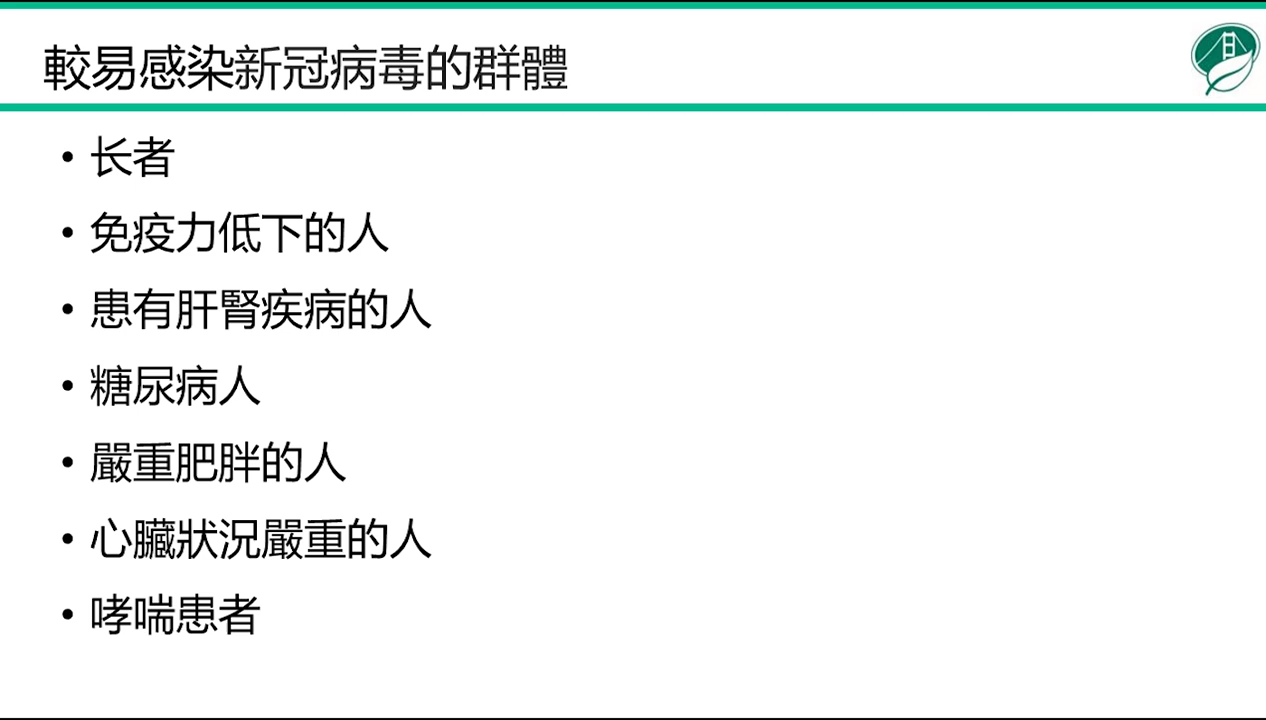 較易感染新冠病毒的群體
• 长者
• 免疫力低下的人
• 患有肝腎疾病的人
• 糖尿病人
• 嚴重肥胖的人
• 心臟狀況嚴重的人
• 哮喘患者